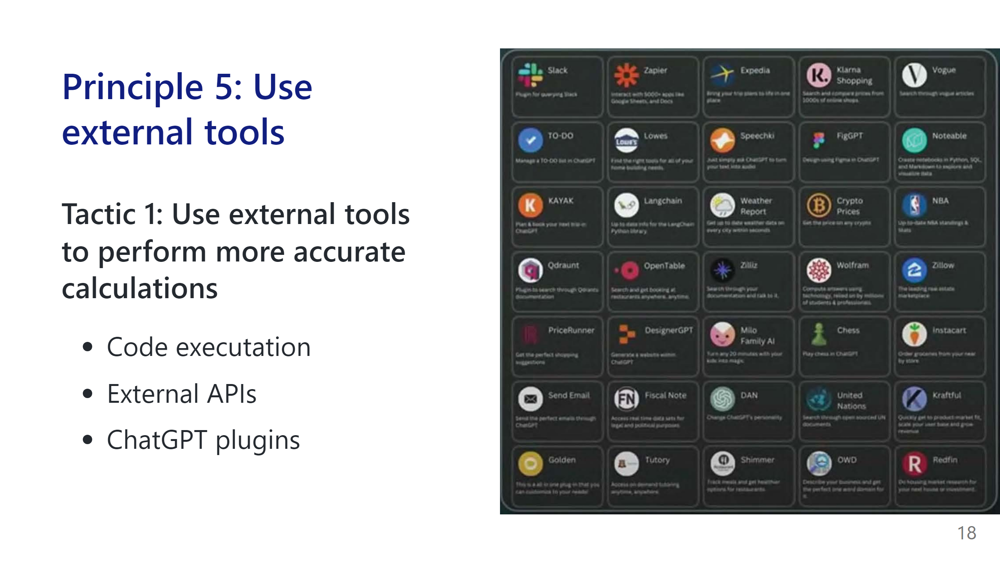 Principle 5: Use
external tools
Tactic 1: Use external tools
to perform more accurate
calculations
• Code executation
• External APIs
• ChatGPT plugins
Slack
Plugin for querying Slack
Zapier
Interact with 5000+ apps like
Google Sheets, and Docs
Expedia
Bring your trip plans to life in one
place
Klarna
Shopping
Search and compare prices from
1000s of online shops
Vogue
Search through vogue articles
TO-DO
Manage a TO-DO list in ChatGPT
Lowes
LOWE'S
Find the right tools for all of your
home building needs.
Speechki
Just simply ask ChatGPT to turn
your text into audio
FigGPT
Design using Figma in ChatGPT
Noteable
Create notebooks in Python, SQL,
and Markdown to explore and
visualize data
KAYAK
K
Plan & book your next trip in
ChatGPT
Langchain
Up to date info for the LangChain
Python library
Weather
Report
Get up to date weather data on
every city within seconds
Crypto
Prices
Get the price on any crypto
NBA
Up-to-date NBA standings &
Stats
Qdraunt
Plugin to search through Qdrants
documentation
OpenTable
Search and get booking at
restaurants anywhere, anytime.
Zilliz
Search through your
documentation and talk to it.
Wolfram
Compute answers using
technology, relied on by millions
of students & professionals
Zillow
The leading real estate
marketplace
PriceRunner
Get the perfect shopping
suggestions
DesignerGPT
Generate a website within
ChatGPT
Milo
Family AI
Turn any 20 minutes with your
kids into magic
Chess
Play chess in ChatGPT
Instacart
Order groceries from your near
by store
Send Email
Send the perfect emails through
ChatGPT
Fiscal Note
FN
Access real time data sets for
legal and political purposes
DAN
Change ChatGPT's personality
United
Nations
Search through open sourced UN
documents
Kraftful
Quickly get to product-market fit,
scale your user base and grow
revenue
Golden
This is a all in one plug-in that you
can customize to your needs!
Tutory
Access on demand tutoring
anytime, anywhere.
Shimmer
Track meals and get healthier
options for restaurants
OWD
Describe your business and get
the perfect one word domain for
it.
Redfin
R
Do housing market research for
your next house or investment.
18